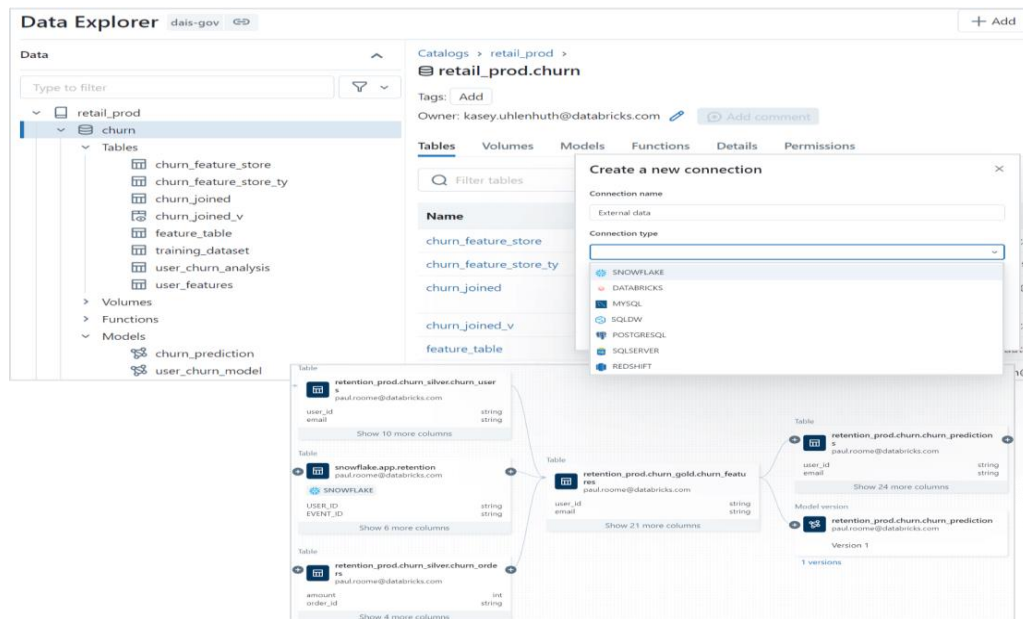 Data Explorer dais-gov
+ Add
Data
Type to filter
retail_prod
churn
Tables
churn_feature_store
churn_feature_store_ty
churn_joined
churn_joined_v
feature_table
training_dataset
user_churn_analysis
user_features
Volumes
Functions
Models
churn_prediction
user_churn_model
Catalogs > retail_prod >
retail_prod.churn
Tags: Add
Owner: kasey.uhlenhuth@databricks.com Add comment
Tables Volumes Models Functions Details Permissions
Filter tables
Name
churn_feature_store
churn_feature_store_ty
churn_joined
churn_joined_v
feature_table
Create a new connection
Connection name
External data
Connection type
SNOWFLAKE
DATABRICKS
MYSQL
SQLDW
POSTGRESQL
SQLSERVER
REDSHIFT
Table
retention_prod.churn_silver.churn_user
s
paul.roome@databricks.com
user_id string
email string
Show 10 more columns
Table
snowflake.app.retention
paul.roome@databricks.com
SNOWFLAKE
USER_ID string
EVENT_ID string
Show 6 more columns
Table
retention_prod.churn_silver.churn_orde
rs
paul.roome@databricks.com
amount int
order_id string
Show 4 more columns
Table
retention_prod.churn_gold.churn_featu
res
paul.roome@databricks.com
user_id string
email string
Show 21 more columns
Table
retention_prod.churn.churn_prediction
s
paul.roome@databricks.com
user_id string
email string
Show 24 more columns
Model version
retention_prod.churn.churn_prediction
paul.roome@databricks.com
Version 1
1 versions